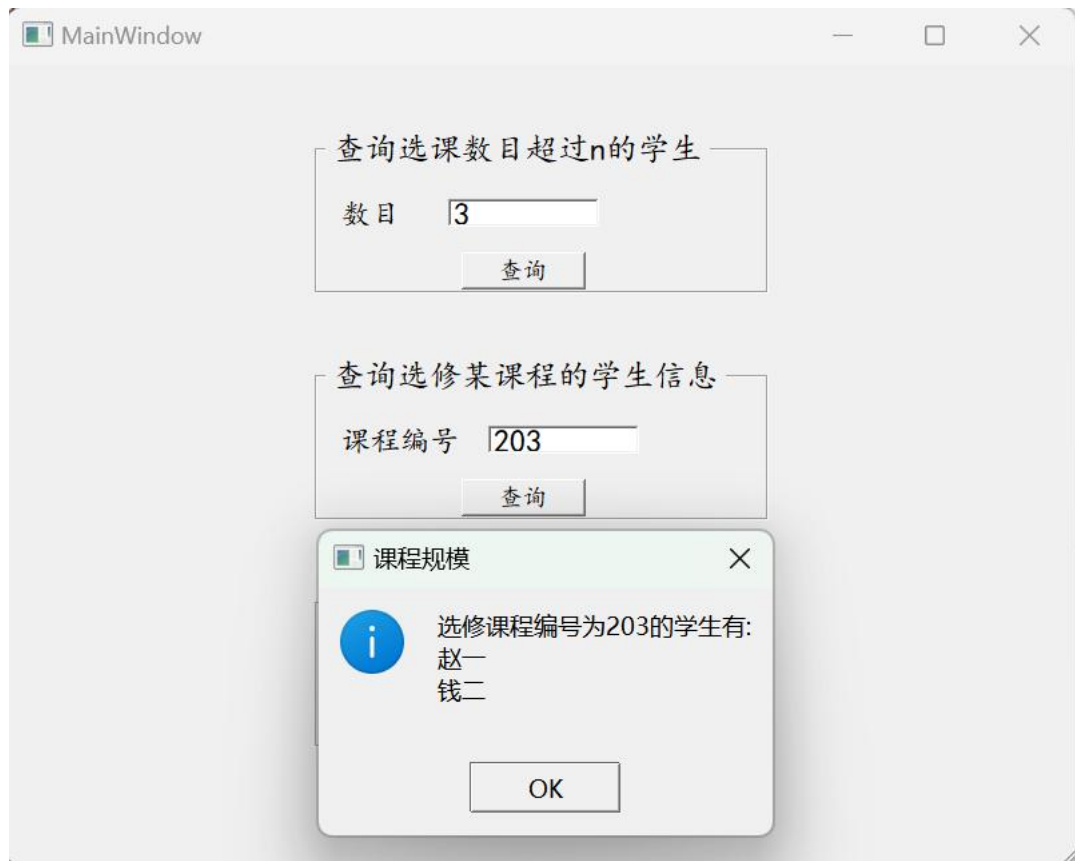 MainWindow
查询选课数目超过n的学生
数目 3
查询
查询选修某课程的学生信息
课程编号 203
查询
课程规模
选修课程编号为203的学生有:
赵一
钱二
OK